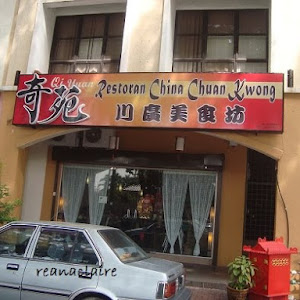 奇苑
Qi Yuan
Restoran China Chuan Kwong
川廣美食坊
reanaclaire